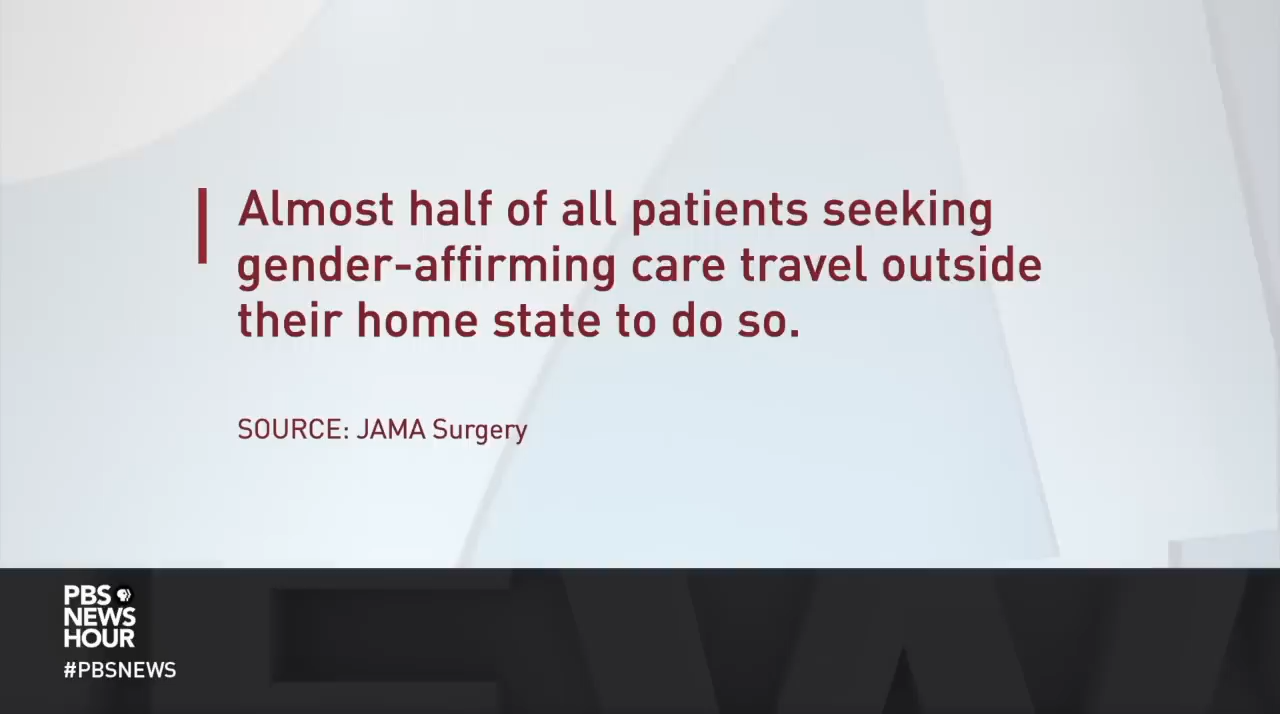 Almost half of all patients seeking
gender-affirming care travel outside
their home state to do so.
SOURCE: JAMA Surgery
PBS
NEWS
HOUR
#PBSNEWS